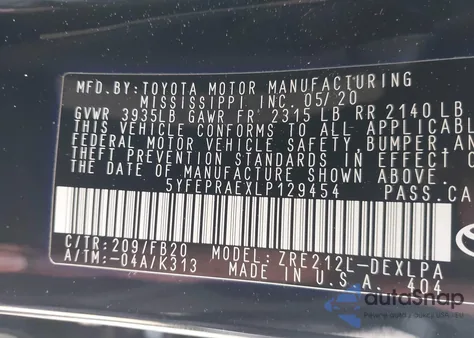 MFD.BY:TOYOTA MOTOR MANUFACTURING
MISSISSIPPI INC. 05/20
GVWR 3935LB GAWR FR 2315 LB RR 2140 LB
THIS VEHICLE CONFORMS TO ALL APPLICABLE
FEDERAL MOTOR VEHICLE SAFETY, BUMPER, AN
THEFT PREVENTION STANDARDS IN EFFECT ON
THE DATE OF MANUFACTURE SHOWN ABOVE.
5YFEPRAEXLP129454 PASS.CA
C/TR:209/FB20 MODEL: ZRE212L-DEXLPA
A/TM:-04A/K313 MADE IN U.S.A. 404
autoSnap